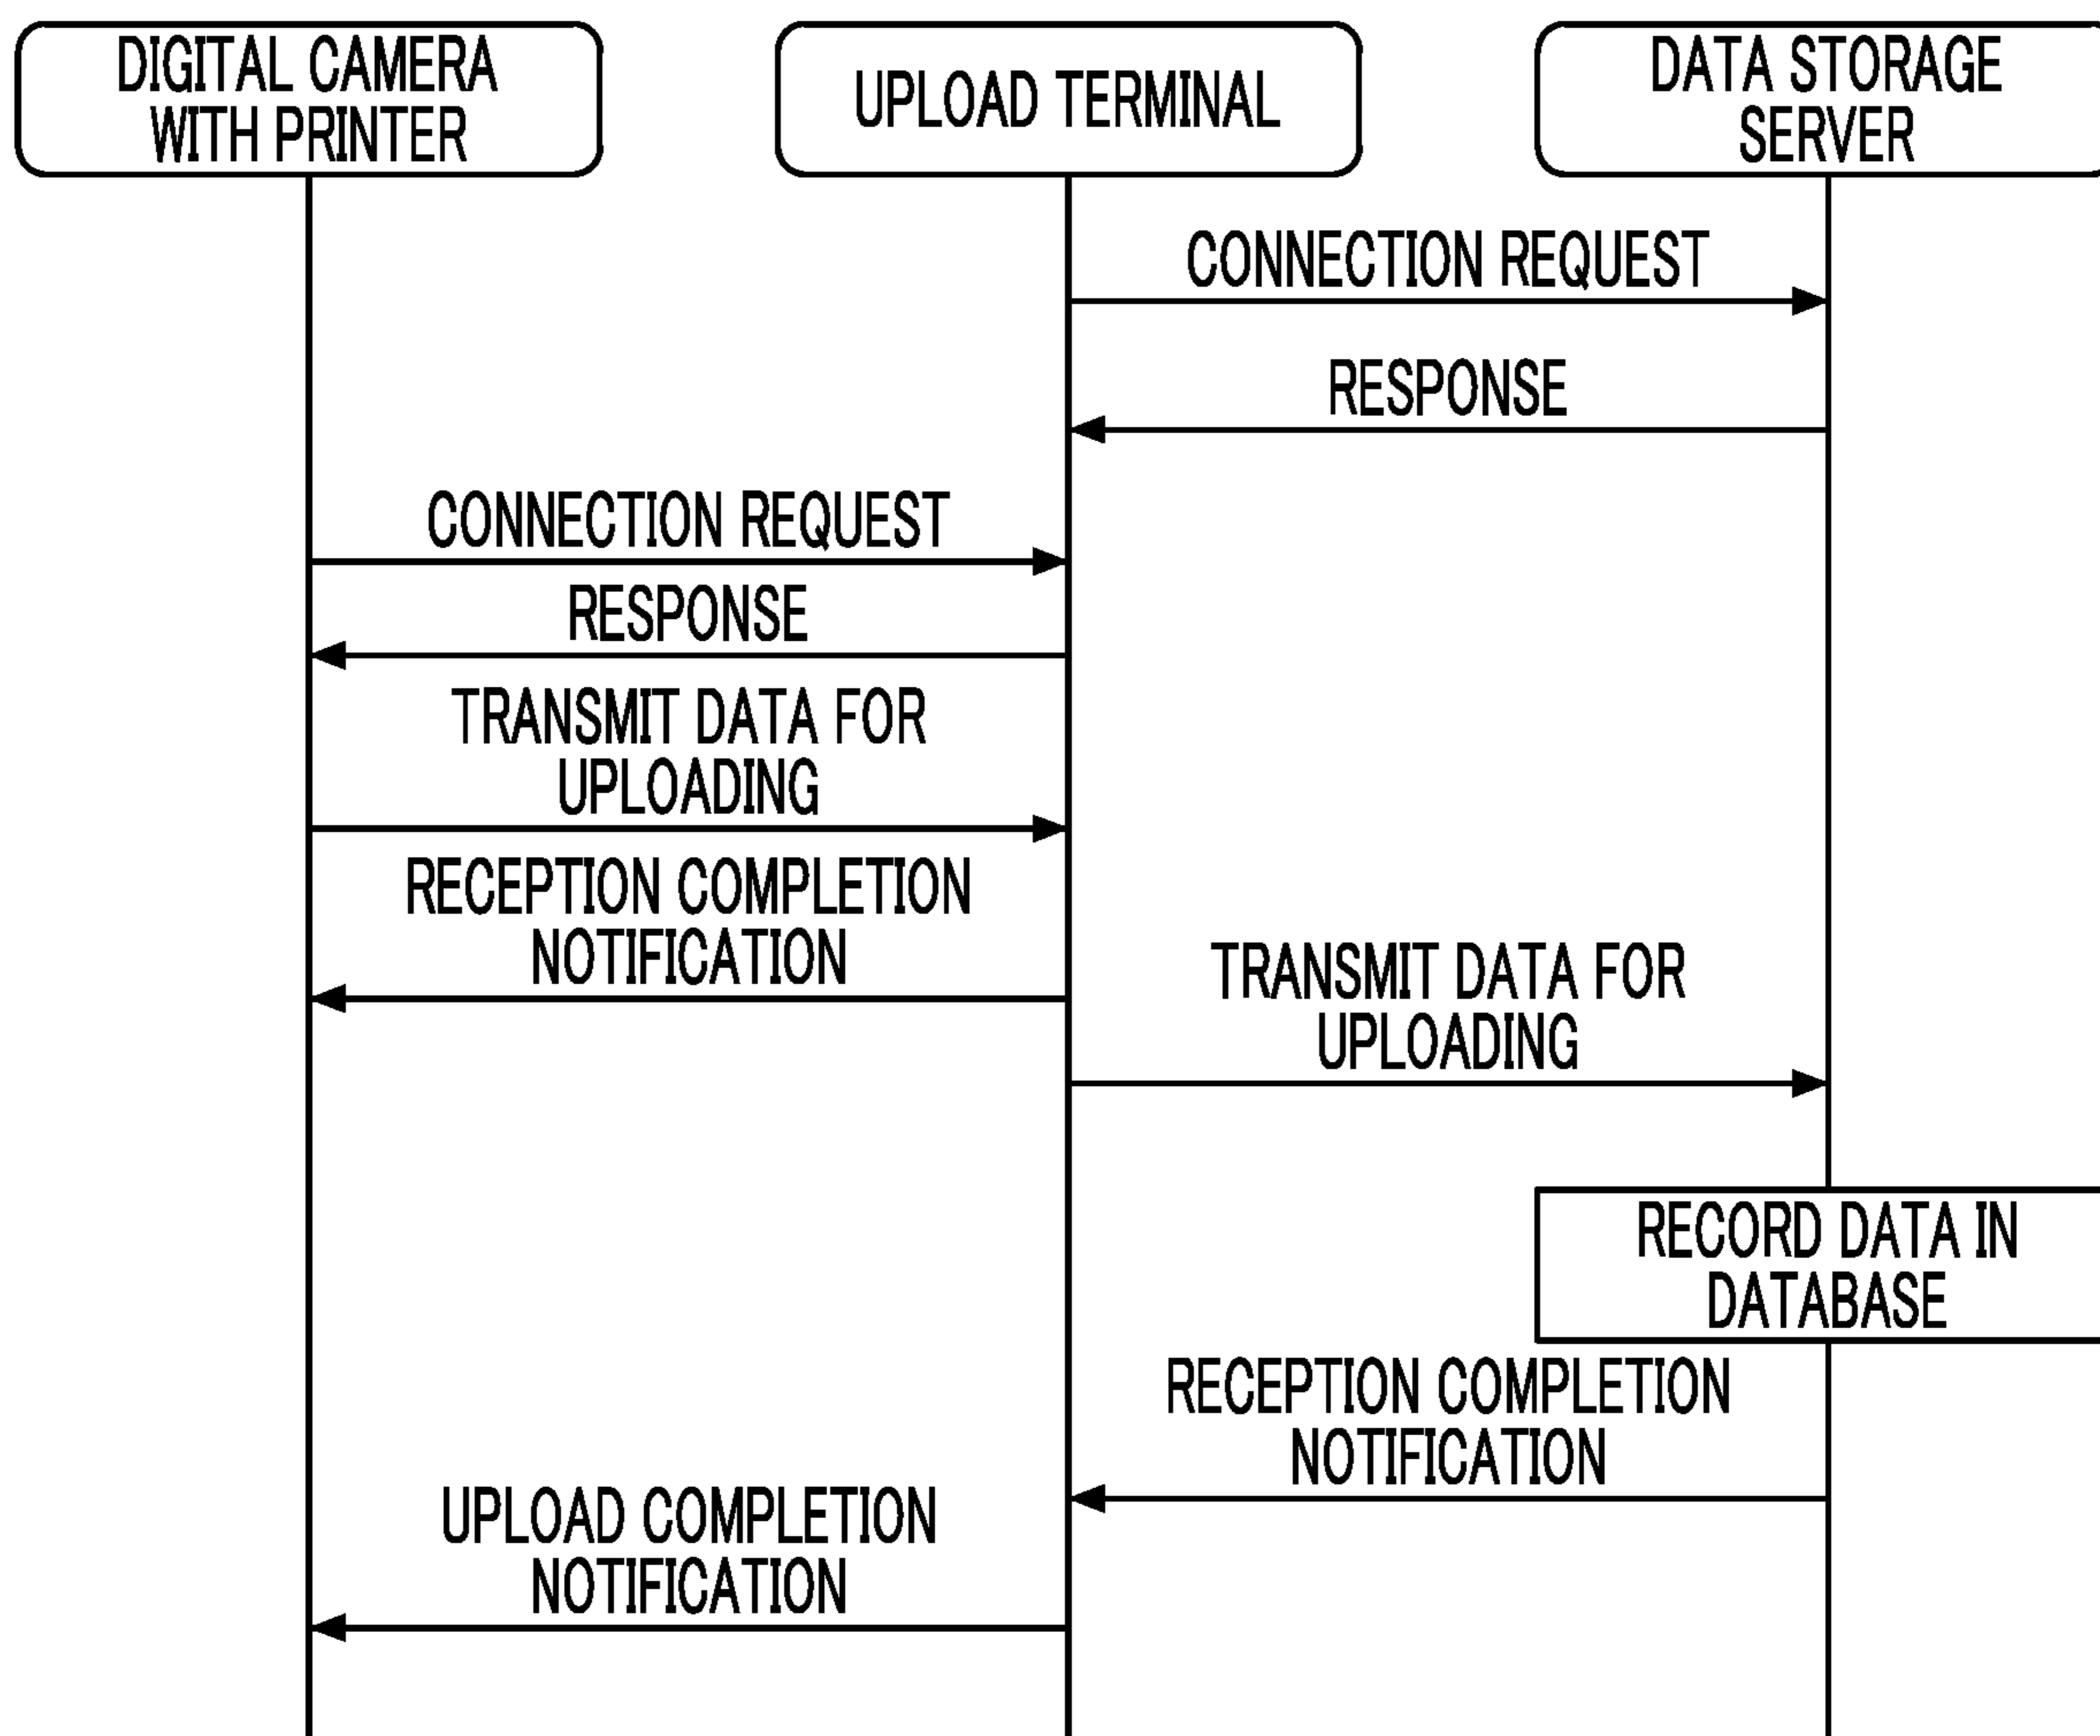 DIGITAL CAMERA
WITH PRINTER
UPLOAD TERMINAL
DATA STORAGE
SERVER
CONNECTION REQUEST
RESPONSE
CONNECTION REQUEST
RESPONSE
TRANSMIT DATA FOR
UPLOADING
RECEPTION COMPLETION
NOTIFICATION
TRANSMIT DATA FOR
UPLOADING
RECORD DATA IN
DATABASE
RECEPTION COMPLETION
NOTIFICATION
UPLOAD COMPLETION
NOTIFICATION